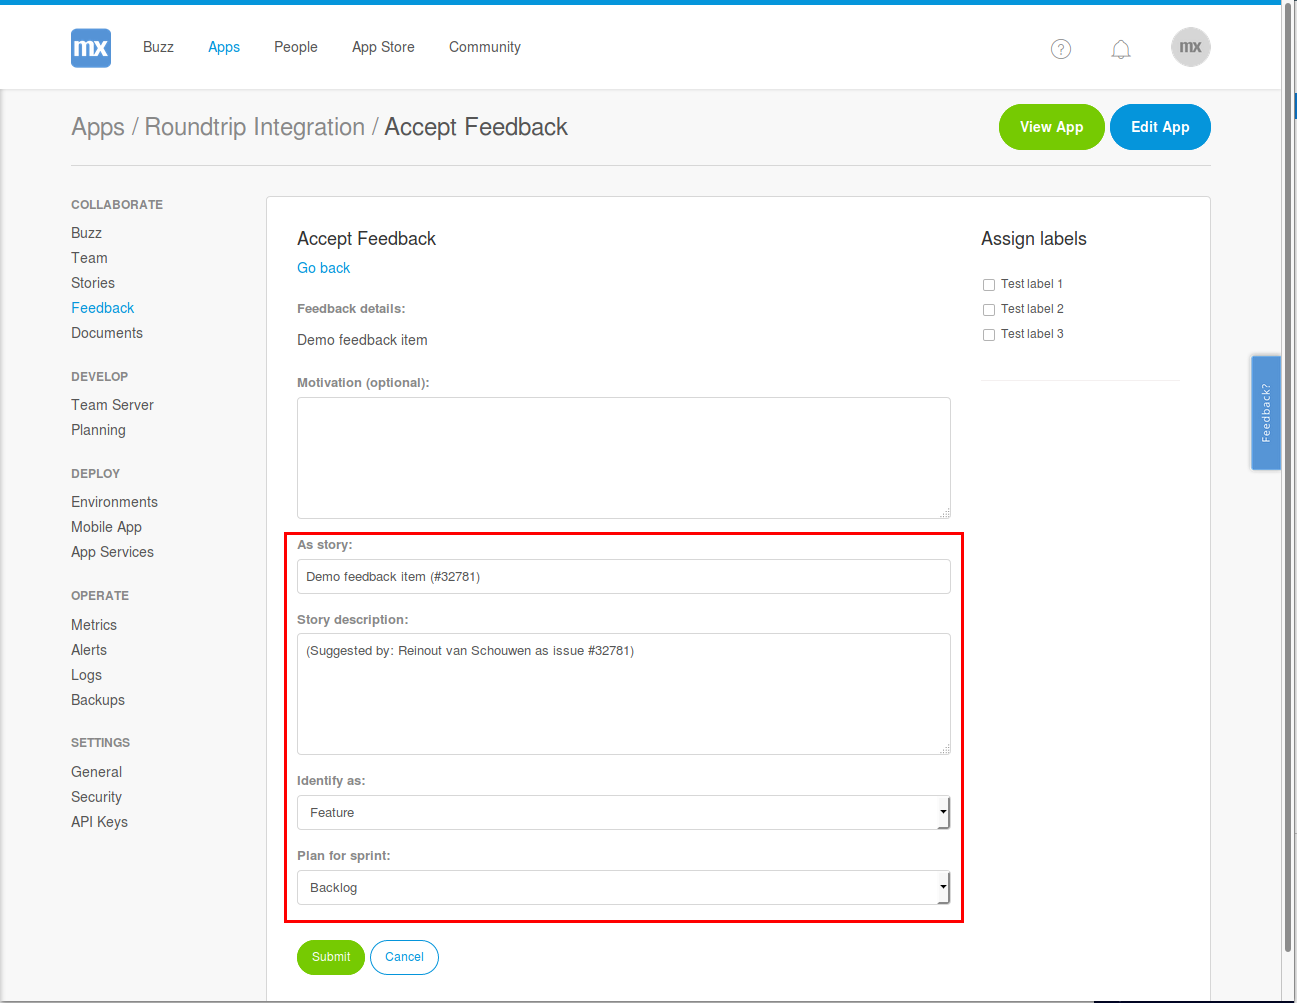 mx Buzz Apps People App Store Community ? mx
Apps / Roundtrip Integration / Accept Feedback View App Edit App
COLLABORATE
Buzz
Team
Stories
Feedback
Documents
DEVELOP
Team Server
Planning
DEPLOY
Environments
Mobile App
App Services
OPERATE
Metrics
Alerts
Logs
Backups
SETTINGS
General
Security
API Keys
Accept Feedback
Go back
Feedback details:
Demo feedback item
Motivation (optional):
As story:
Demo feedback item (#32781)
Story description:
(Suggested by: Reinout van Schouwen as issue #32781)
Identify as:
Feature
Plan for sprint:
Backlog
Submit Cancel
Assign labels
Test label 1
Test label 2
Test label 3
Feedback?